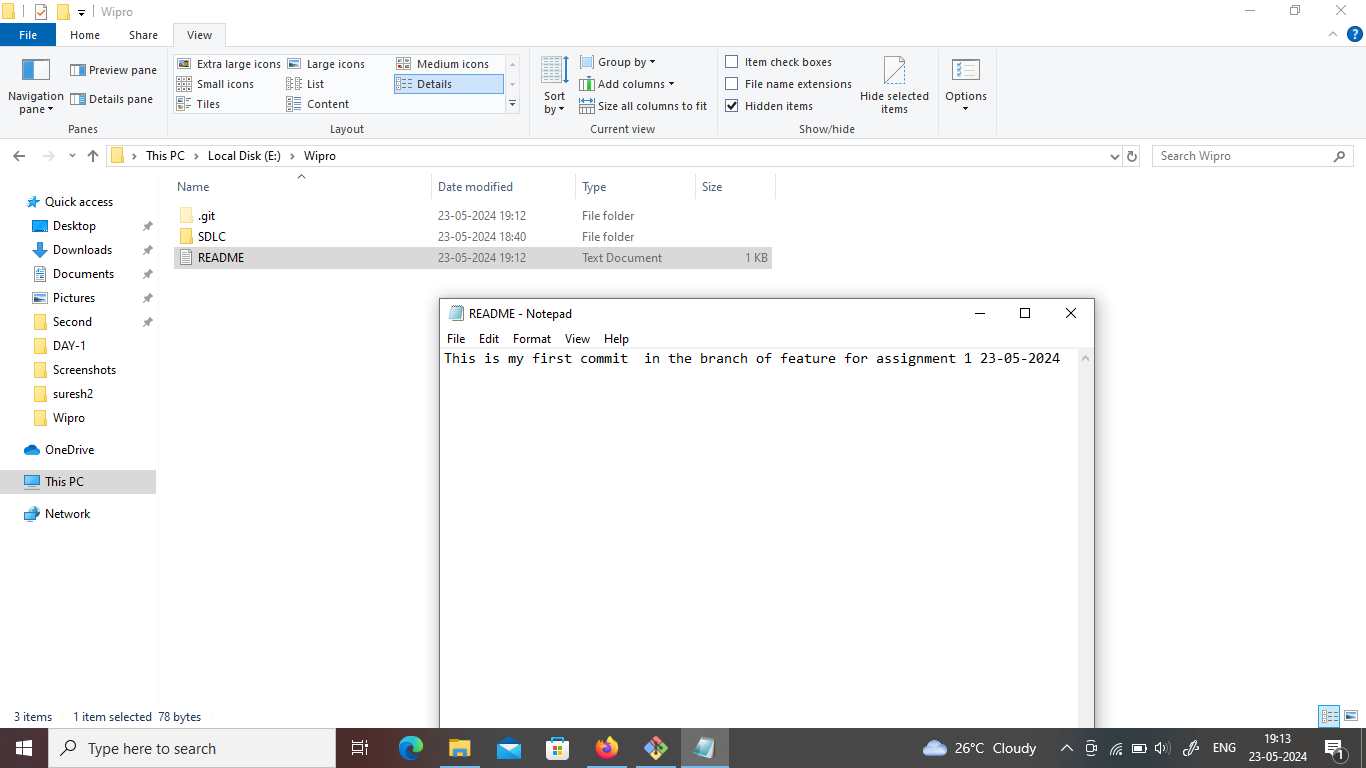 Wipro
File Home Share View
Navigation pane
Preview pane
Details pane
Panes
Extra large icons Large icons Medium icons
Small icons List Details
Tiles Content
Layout
Sort by
Group by
Add columns
Size all columns to fit
Current view
Item check boxes
File name extensions
Hidden items
Hide selected items
Show/hide
Options
This PC Local Disk (E:) Wipro
Search Wipro
Quick access
Desktop
Downloads
Documents
Pictures
Second
DAY-1
Screenshots
suresh2
Wipro
OneDrive
This PC
Network
Name Date modified Type Size
.git 23-05-2024 19:12 File folder
SDLC 23-05-2024 18:40 File folder
README 23-05-2024 19:12 Text Document 1 KB
README - Notepad
File Edit Format View Help
This is my first commit  in the branch of feature for assignment 1 23-05-2024
3 items 1 item selected 78 bytes
Type here to search
26°C Cloudy
ENG
19:13
23-05-2024
1